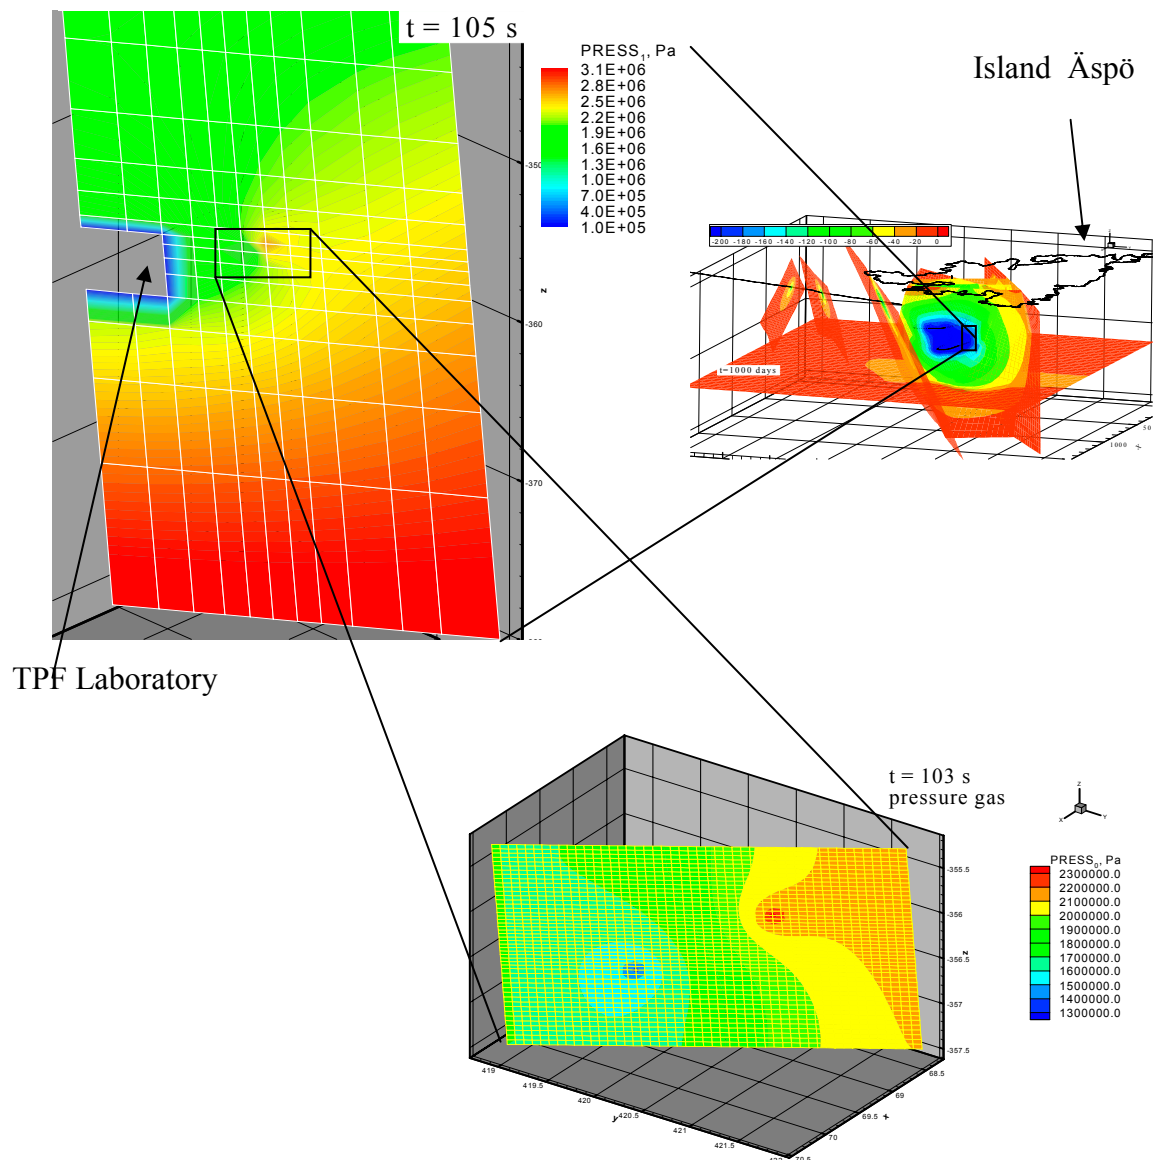 t = 105 s
PRESS1, Pa
3.1E+06
2.8E+06
2.5E+06
2.2E+06
1.9E+06
1.6E+06
1.3E+06
1.0E+06
7.0E+05
4.0E+05
1.0E+05
-350
z
-360
-370
Island Äspö
-200 -180 -160 -140 -120 -100 -80 -60 -40 -20 0
t=1000 days
50
1000
X
TPF Laboratory
t = 103 s
pressure gas
Z
X
Y
PRESS0, Pa
2300000.0
2200000.0
2100000.0
2000000.0
1900000.0
1800000.0
1700000.0
1600000.0
1500000.0
1400000.0
1300000.0
-355.5
-356
z
-356.5
-357
-357.5
419
419.5
420
y
420.5
421
421.5
68.5
69
x
69.5
70
70.5